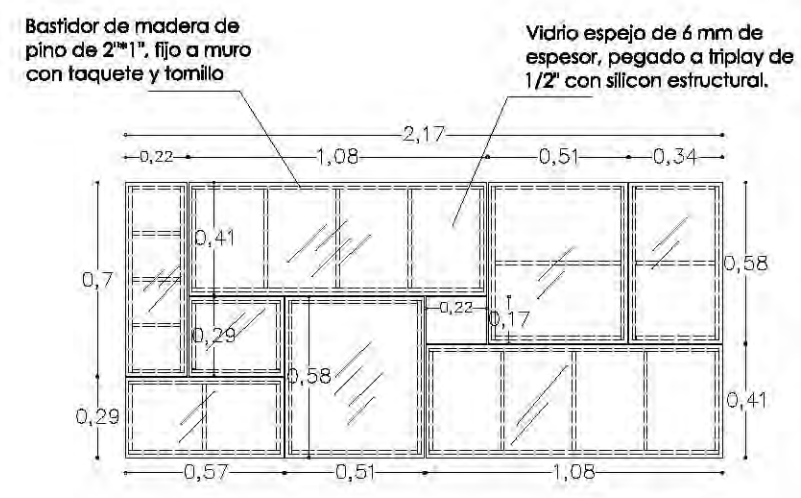 Bastidor de madera de
pino de 2"*1", fijo a muro
con taquete y tornillo
Vidrio espejo de 6 mm de
espesor, pegado a triplay de
1/2" con silicon estructural.
2,17
0,22
1,08
0,51
0,34
0,41
0,7
0,58
0,22
0,17
0,29
0,58
0,29
0,41
0,57
0,51
1,08